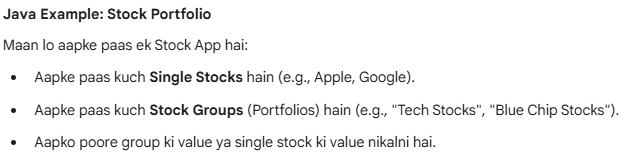 Java Example: Stock Portfolio
Maan lo aapke paas ek Stock App hai:
• Aapke paas kuch Single Stocks hain (e.g., Apple, Google).
• Aapke paas kuch Stock Groups (Portfolios) hain (e.g., "Tech Stocks", "Blue Chip Stocks").
• Aapko poore group ki value ya single stock ki value nikalni hai.